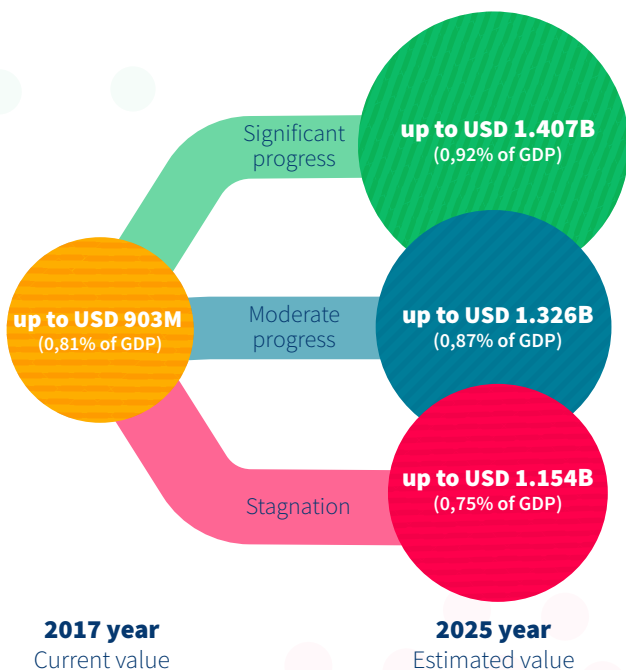 Significant
progress
up to USD 1.407B
(0,92% of GDP)
up to USD 903M
(0,81% of GDP)
Moderate
progress
up to USD 1.326B
(0,87% of GDP)
Stagnation
up to USD 1.154B
(0,75% of GDP)
2017 year
Current value
2025 year
Estimated value